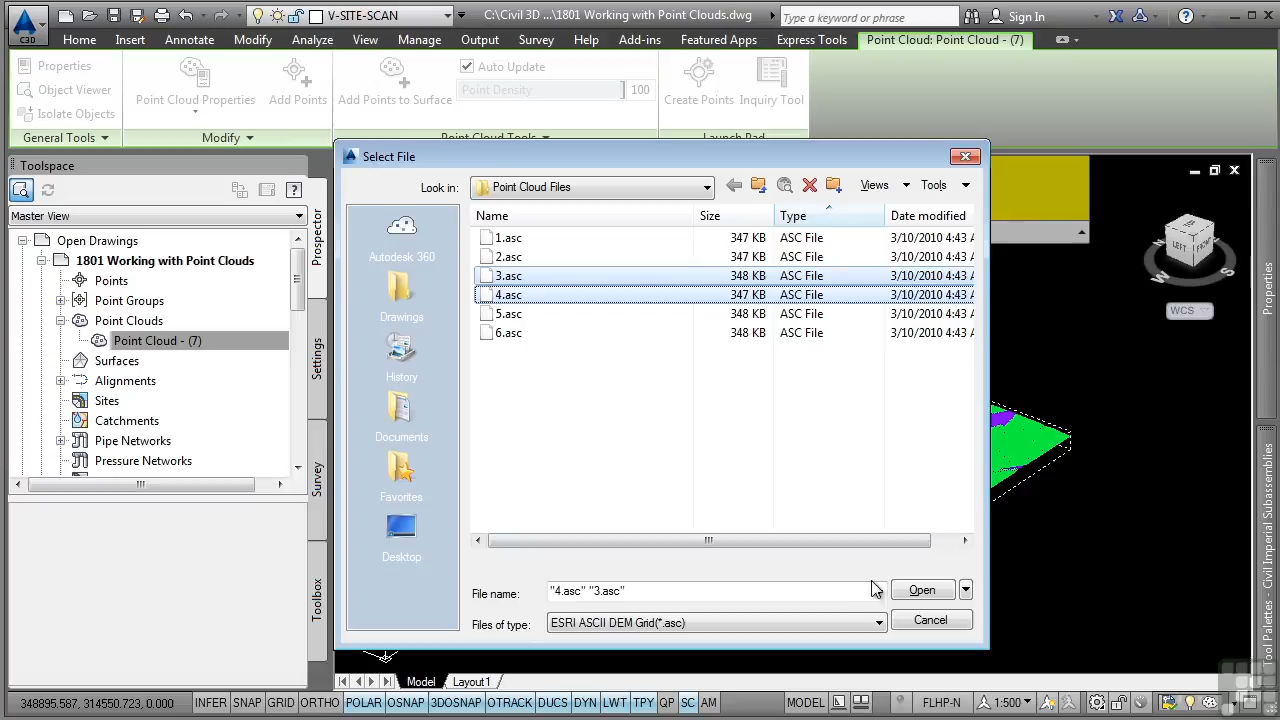 V-SITE-SCAN
C:\Civil 3D ...\1801 Working with Point Clouds.dwg
Type a keyword or phrase
Sign In
C3D
Home Insert Annotate Modify Analyze View Manage Output Survey Help Add-ins Featured Apps Express Tools Point Cloud: Point Cloud - (7)
Properties
Object Viewer
Isolate Objects
General Tools
Point Cloud Properties
Add Points
Modify
Add Points to Surface
Auto Update
Point Density 100
Point Cloud Tools
Create Points
Inquiry Tool
Launch Pad
Toolspace
Master View
Open Drawings
1801 Working with Point Clouds
Points
Point Groups
Point Clouds
Point Cloud - (7)
Surfaces
Alignments
Sites
Catchments
Pipe Networks
Pressure Networks
Prospector
Settings
Survey
Toolbox
Select File
Look in: Point Cloud Files
Views Tools
Autodesk 360
Drawings
History
Documents
Favorites
Desktop
Name Size Type Date modified
1.asc 347 KB ASC File 3/10/2010 4:43 A
2.asc 347 KB ASC File 3/10/2010 4:43 A
3.asc 348 KB ASC File 3/10/2010 4:43 A
4.asc 347 KB ASC File 3/10/2010 4:43 A
5.asc 348 KB ASC File 3/10/2010 4:43 A
6.asc 348 KB ASC File 3/10/2010 4:43 A
File name: "4.asc" "3.asc"
Open
Files of type: ESRI ASCII DEM Grid(*.asc)
Cancel
LEFT
FRONT
N
W
S
WCS
Properties
Tool Palettes - Civil Imperial Subassemblies
Model Layout1
348895.587, 314550.723, 0.000 INFER SNAP GRID ORTHO POLAR OSNAP 3DOSNAP OTRACK DUCS DYN LWT TPY QP SC AM MODEL FLHP-N 1:500